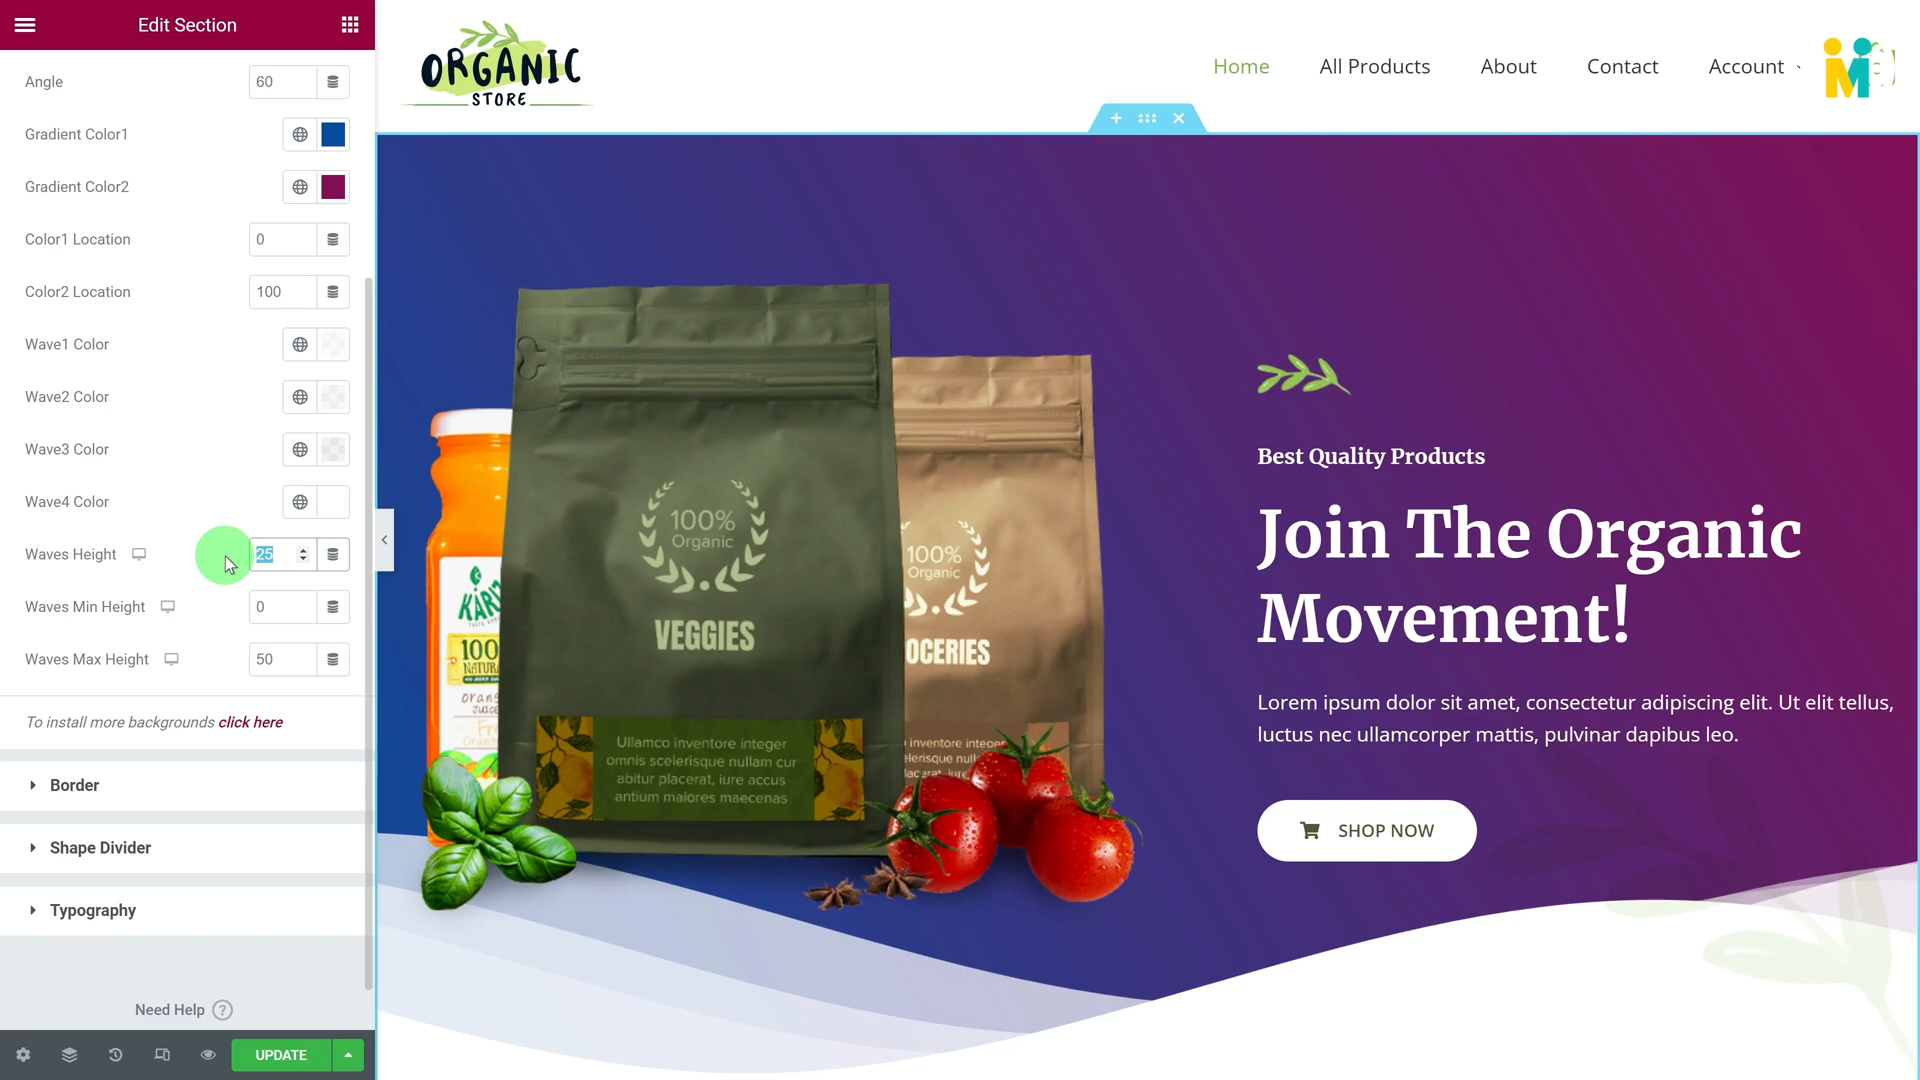 Edit Section
Angle
60
Gradient Color1
Gradient Color2
Color1 Location
0
Color2 Location
100
Wave1 Color
Wave2 Color
Wave3 Color
Wave4 Color
Waves Height
25
Waves Min Height
0
Waves Max Height
50
To install more backgrounds click here
Border
Shape Divider
Typography
Need Help ?
UPDATE
ORGANIC
STORE
Home
All Products
About
Contact
Account
100%
Organic
VEGGIES
Ullamco inventore integer
omnis scelerisque nullam cur
abitur placerat, iure accus
antium maiores maecenas
100%
Organic
OCERIES
inventore integer
100
Best Quality Products
Join The Organic
Movement!
Lorem ipsum dolor sit amet, consectetur adipiscing elit. Ut elit tellus,
luctus nec ullamcorper mattis, pulvinar dapibus leo.
SHOP NOW